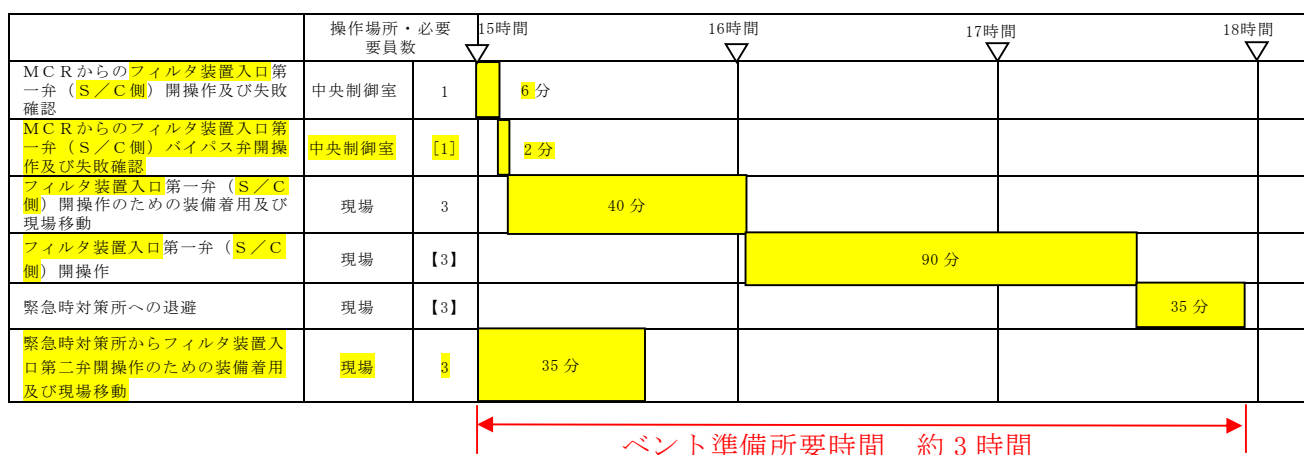 操作場所・必要
要員数
15時間
16時間
17時間
18時間
ＭＣＲからのフィルタ装置入口第
一弁（Ｓ／Ｃ側）開操作及び失敗
確認
中央制御室
1
6分
ＭＣＲからのフィルタ装置入口第
一弁（Ｓ／Ｃ側）バイパス弁開操
作及び失敗確認
中央制御室
[1]
2分
フィルタ装置入口第一弁（Ｓ／Ｃ
側）開操作のための装備着用及び
現場移動
現場
3
40分
フィルタ装置入口第一弁（Ｓ／Ｃ
側）開操作
現場
【3】
90分
緊急時対策所への退避
現場
【3】
35分
緊急時対策所からフィルタ装置入
口第二弁開操作のための装備着用
及び現場移動
現場
3
35分
ベント準備所要時間　約３時間